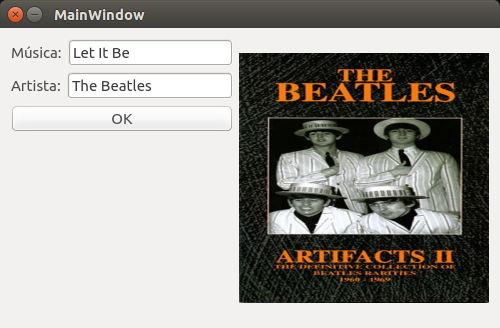 MainWindow
Música: Let It Be
Artista: The Beatles
OK
THE
BEATLES
ARTIFACTS II
THE DEFINITIVE COLLECTION OF
BEATLES RARITIES
1960 - 1969